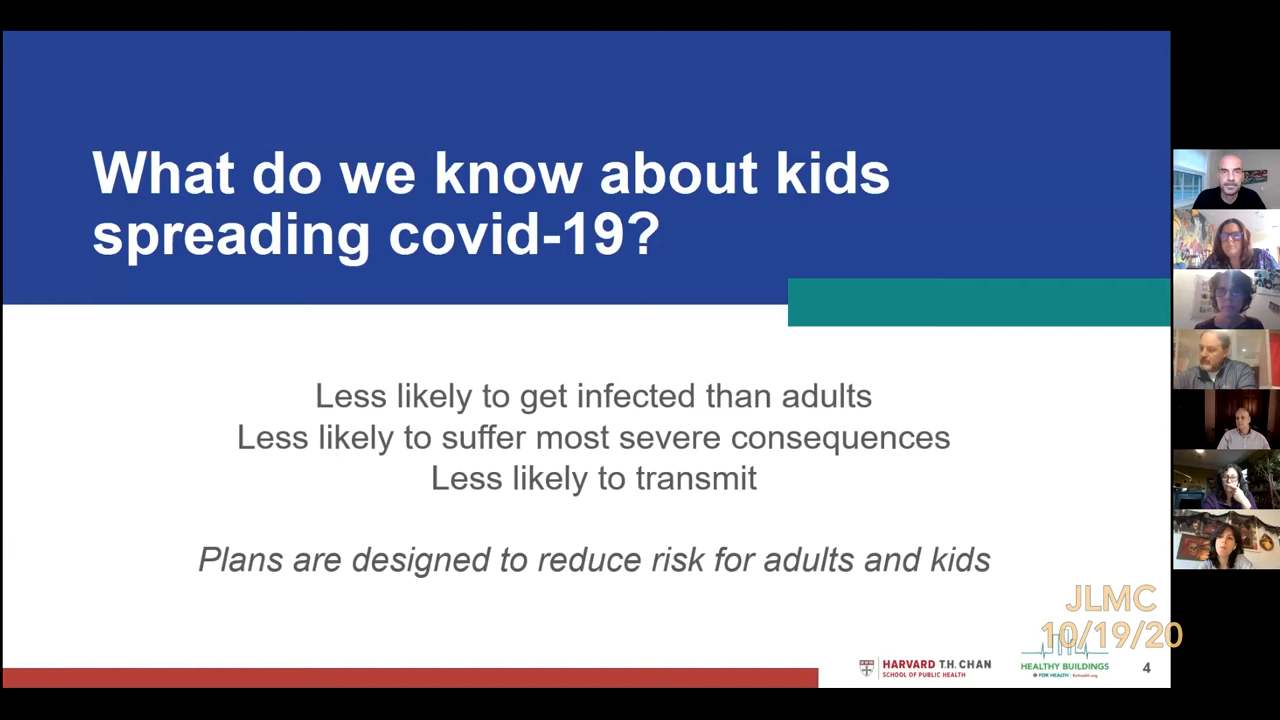 What do we know about kids
spreading covid-19?
Less likely to get infected than adults
Less likely to suffer most severe consequences
Less likely to transmit
Plans are designed to reduce risk for adults and kids
JLMC
10/19/20
HARVARD T.H. CHAN
SCHOOL OF PUBLIC HEALTH
HEALTHY BUILDINGS
FOR HEALTH | forhealth.org
4